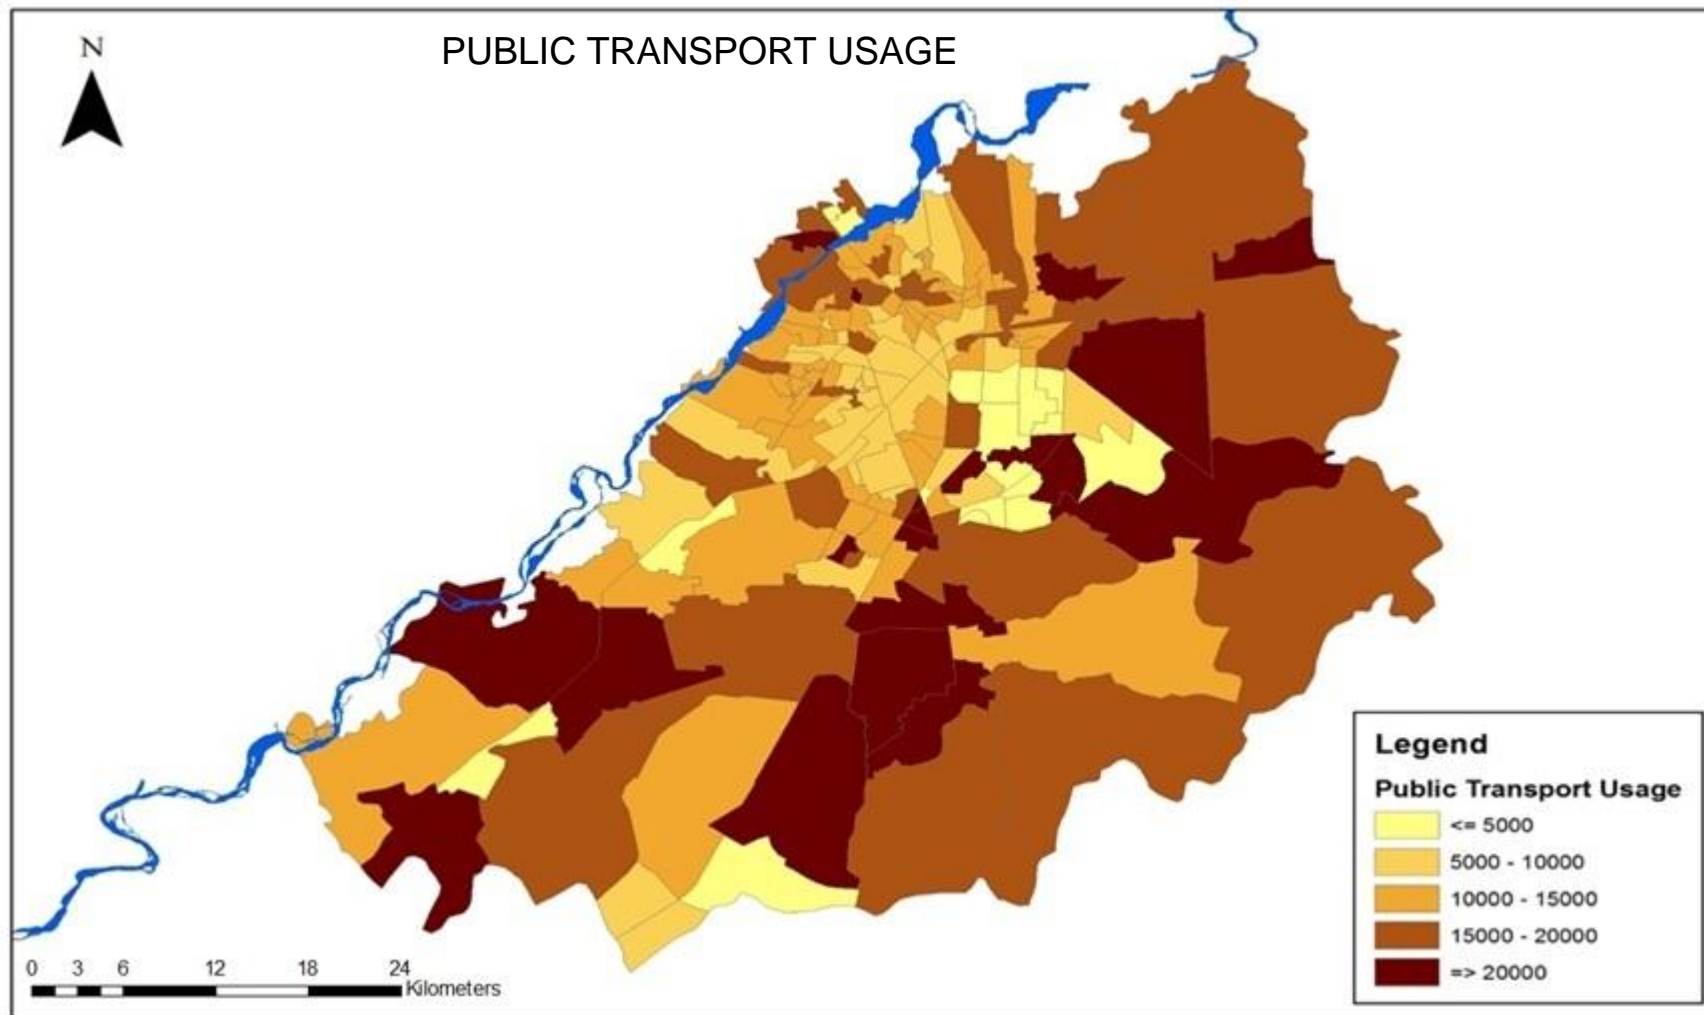 PUBLIC TRANSPORT USAGE
N
Legend
Public Transport Usage
<= 5000
5000 - 10000
10000 - 15000
15000 - 20000
=> 20000
0 3 6 12 18 24
Kilometers